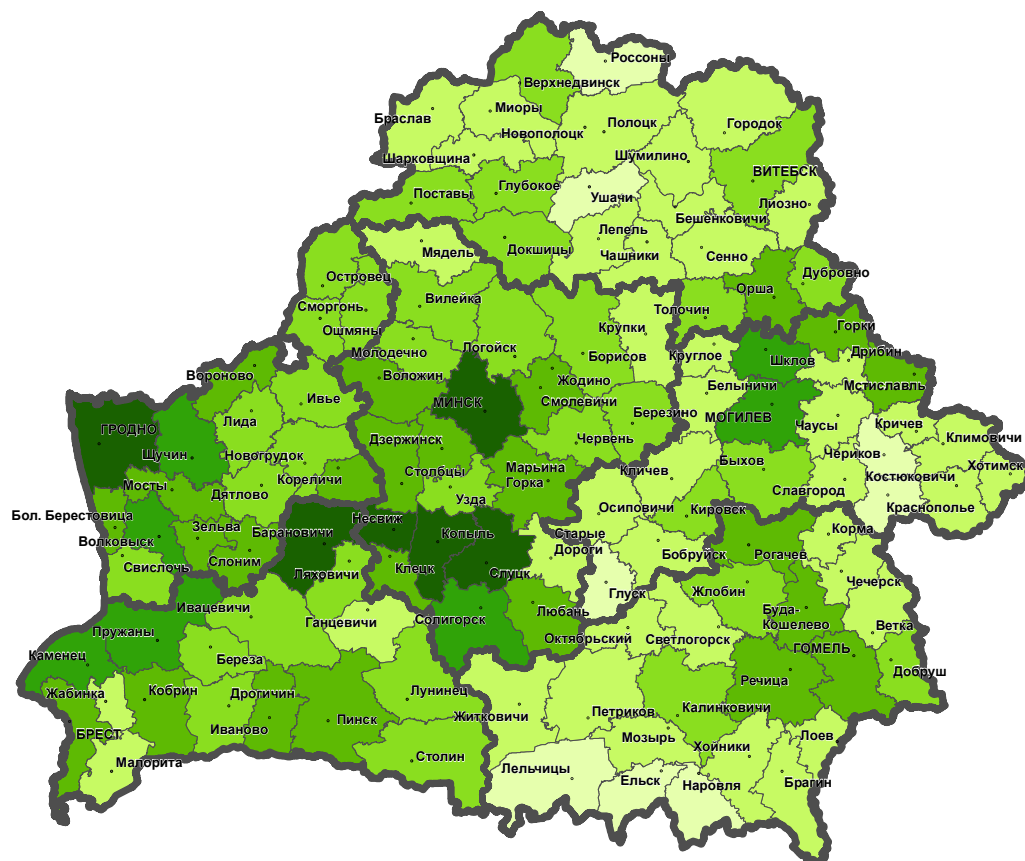 Россоны
Верхнедвинск
Миоры
Браслав
Полоцк
Городок
Новополоцк
Шарковщина
Шумилино
ВИТЕБСК
Глубокое
Поставы
Ушачи
Лиозно
Бешенковичи
Лепель
Докшицы
Мядель
Чашники
Сенно
Островец
Дубровно
Орша
Вилейка
Сморгонь
Толочин
Ошмяны
Крупки
Горки
Логойск
Молодечно
Борисов
Круглое
Шклов
Дрибин
Вороново
Воложин
Жодино
Белыничи
Мстиславль
Ивье
МИНСК
Смолевичи
Березино
МОГИЛЕВ
Лида
ГРОДНО
Чаусы
Кричев
Климовичи
Дзержинск
Червень
Щучин
Новогрудок
Чериков
Хотимск
Столбцы
Марьина
Горка
Кличев
Быхов
Костюковичи
Мосты
Дятлово
Кореличи
Узда
Славгород
Краснополье
Бол. Берестовица
Осиповичи
Кировск
Несвиж
Зельва
Барановичи
Копыль
Старые
Дороги
Корма
Волковыск
Бобруйск
Рогачев
Слоним
Свислочь
Клецк
Слуцк
Ляховичи
Чечерск
Глуск
Жлобин
Ивацевичи
Любань
Буда-
Кошелево
Ганцевичи
Солигорск
Ветка
Пружаны
Октябрьский
Светлогорск
ГОМЕЛЬ
Каменец
Береза
Добруш
Речица
Жабинка
Кобрин
Дрогичин
Лунинец
Калинковичи
Пинск
Житковичи
Петриков
Иваново
БРЕСТ
Мозырь
Лоев
Хойники
Столин
Малорита
Лельчицы
Ельск
Наровля
Брагин